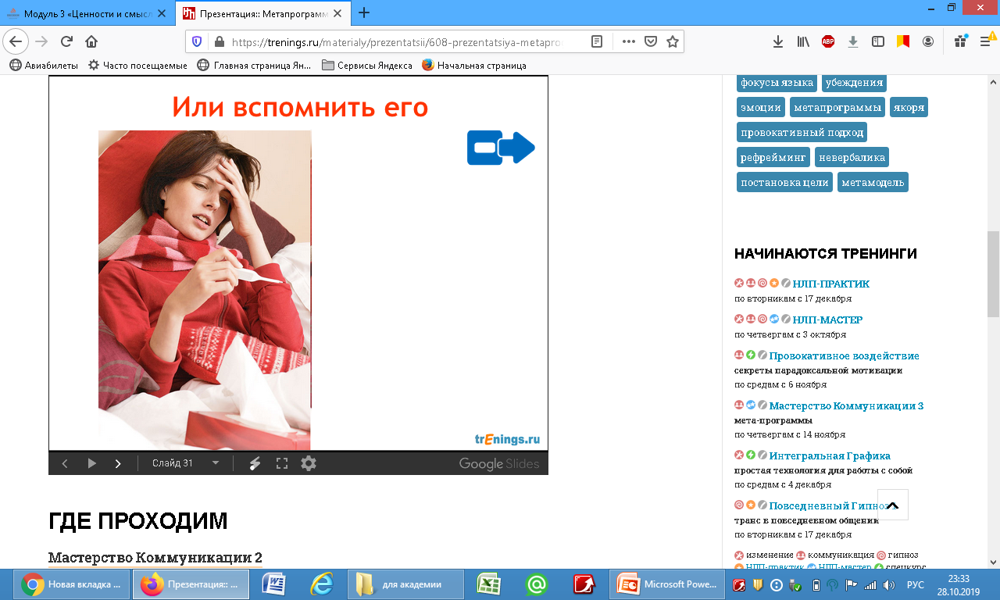 Модуль 3 «Ценности и смысл
Презентация:: Метапрограмм
https://trenings.ru/materialy/prezentatsii/608-prezentatsiya-metapro
ABP
Авиабилеты
Часто посещаемые
Главная страница Ян...
Сервисы Яндекса
Начальная страница
Или вспомнить его
trEnings.ru
Слайд 31
Google Slides
ГДЕ ПРОХОДИМ
Мастерство Коммуникации 2
фокусы языка убеждения
эмоции метапрограммы якоря
провокативный подход
рефрейминг невербалика
постановка цели метамодель
НАЧИНАЮТСЯ ТРЕНИНГИ
НЛП-ПРАКТИК
по вторникам с 17 декабря
НЛП-МАСТЕР
по четвергам с 3 октября
Провокативное воздействие
секреты парадоксальной мотивации
по средам с 6 ноября
Мастерство Коммуникации 3
мета-программы
по четвергам с 14 ноября
Интегральная Графика
простая технология для работы с собой
по средам с 4 декабря
Повседневный Гипноз
транс в повседневном общении
по вторникам с 17 декабря
изменение коммуникация гипноз
НЛП-практик НЛП-мастер спецкурс
Новая вкладка ...
Презентация:: ...
для академии
Microsoft Powe...
РУС
23:33
28.10.2019